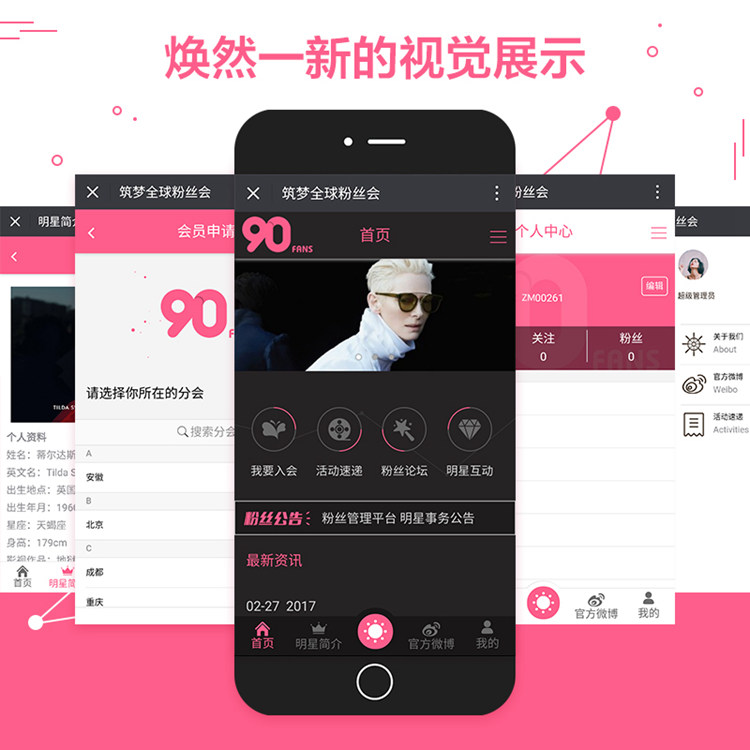 焕然一新的视觉展示
明星简介
TILDA S
个人资料
姓名：蒂尔达斯
英文名：Tilda S
出生地点：英国
出生年月：1960
星座：天蝎座
身高：179cm
影视作品：地狱
首页
明星简
筑梦全球粉丝会
会员申请
90
FANS
请选择你所在的分会
搜索分会
A
安徽
B
北京
C
成都
重庆
筑梦全球粉丝会
90
FANS
首页
我要入会
活动速递
粉丝论坛
明星互动
粉丝公告：
粉丝管理平台 明星事务公告
最新资讯
02-27 2017
首页
明星简介
官方微博
我的
粉丝会
个人中心
ZM00261
编辑
关注
0
粉丝
0
FANS
官方微博
我的
丝会
超级管理员
关于我们
About
官方微博
Weibo
活动速递
Activities